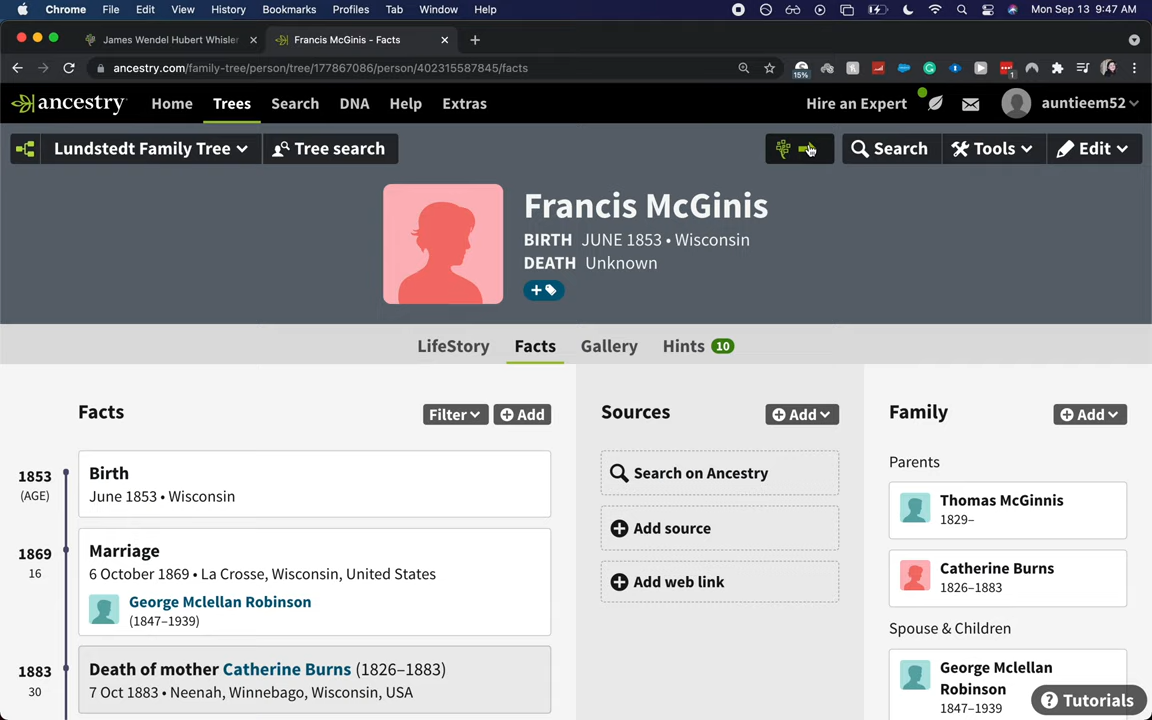 Chrome File Edit View History Bookmarks Profiles Tab Window Help Mon Sep 13 9:47 AM
James Wendel Hubert Whisler Francis McGinis - Facts
ancestry.com/family-tree/person/tree/177867086/person/402315587845/facts 15% 1
ancestry Home Trees Search DNA Help Extras Hire an Expert auntieem52
Lundstedt Family Tree Tree search Search Tools Edit
Francis McGinis
BIRTH JUNE 1853 • Wisconsin
DEATH Unknown
LifeStory Facts Gallery Hints 10
Facts Filter + Add Sources + Add Family + Add
Parents
1853
(AGE)
Birth
June 1853 • Wisconsin
Search on Ancestry
Thomas McGinnis
1829–
Add source
1869
16
Marriage
6 October 1869 • La Crosse, Wisconsin, United States
George Mclellan Robinson
(1847–1939)
Add web link
Catherine Burns
1826–1883
Spouse & Children
1883
30
Death of mother Catherine Burns (1826–1883)
7 Oct 1883 • Neenah, Winnebago, Wisconsin, USA
George Mclellan
Robinson
1847–1939
? Tutorials